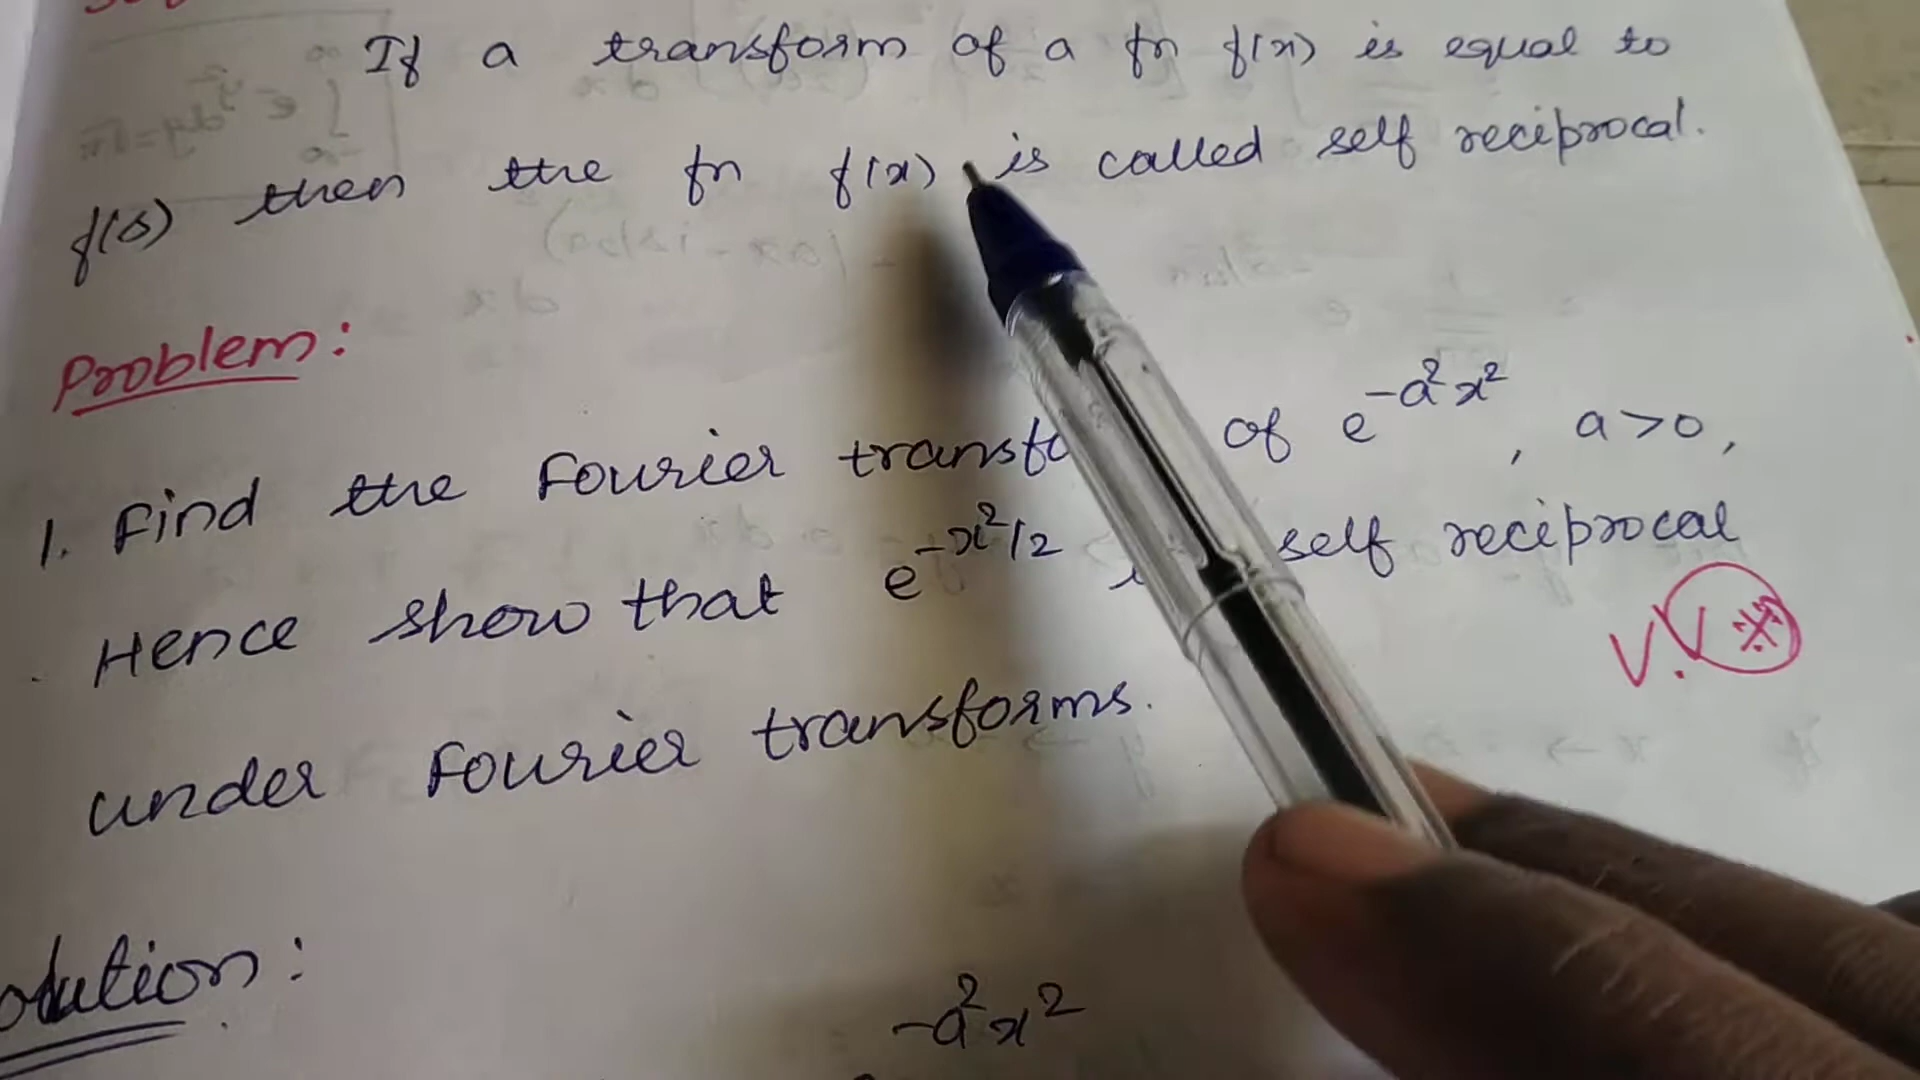 If a transform of a fn f(x) is equal to
f(s) then the fn f(x) is called self reciprocal.
Problem:
1. Find the Fourier transfo of e^-a²x², a>0,
Hence show that e^-x²/2 self reciprocal
under Fourier transforms.
olution:
-a²x²